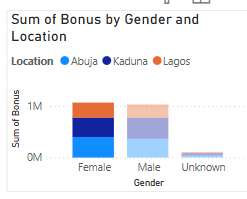 Sum of Bonus by Gender and
Location
Location Abuja Kaduna Lagos
Sum of Bonus
1M
0M
Female Male Unknown
Gender